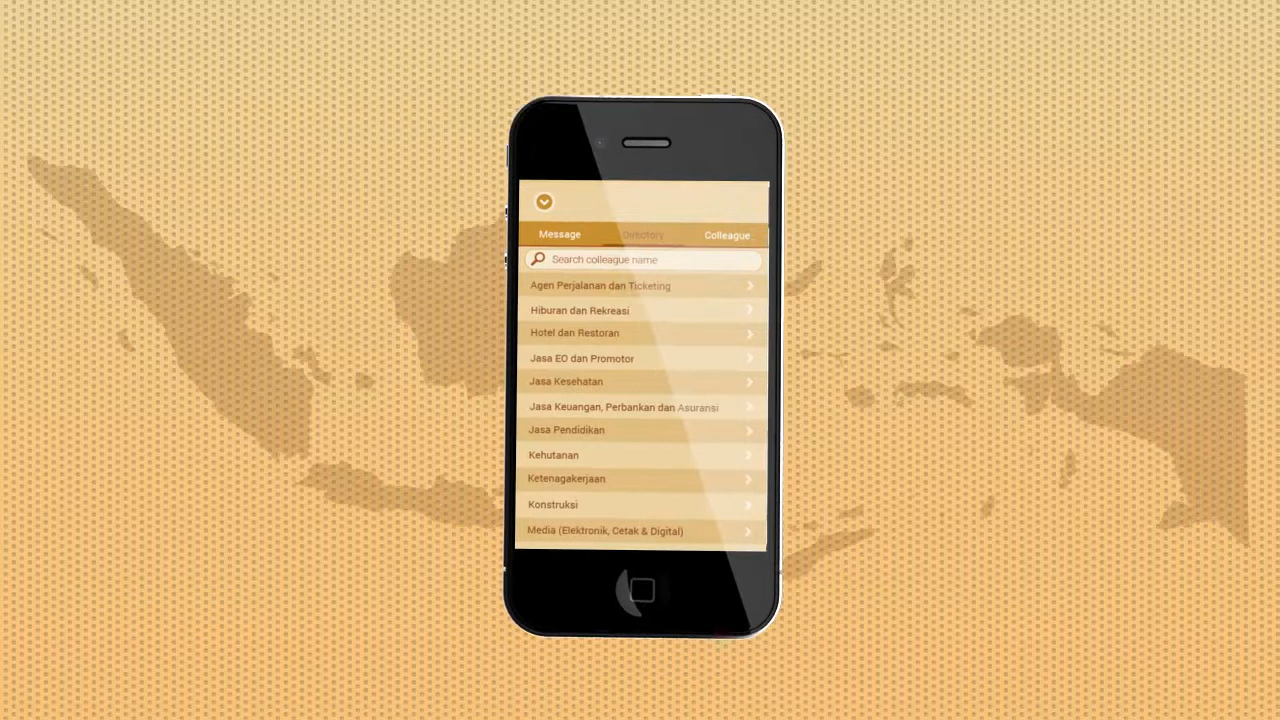 Message Directory Colleague
Search colleague name
Agen Perjalanan dan Ticketing
Hiburan dan Rekreasi
Hotel dan Restoran
Jasa EO dan Promotor
Jasa Kesehatan
Jasa Keuangan, Perbankan dan Asuransi
Jasa Pendidikan
Kehutanan
Ketenagakerjaan
Konstruksi
Media (Elektronik, Cetak & Digital)